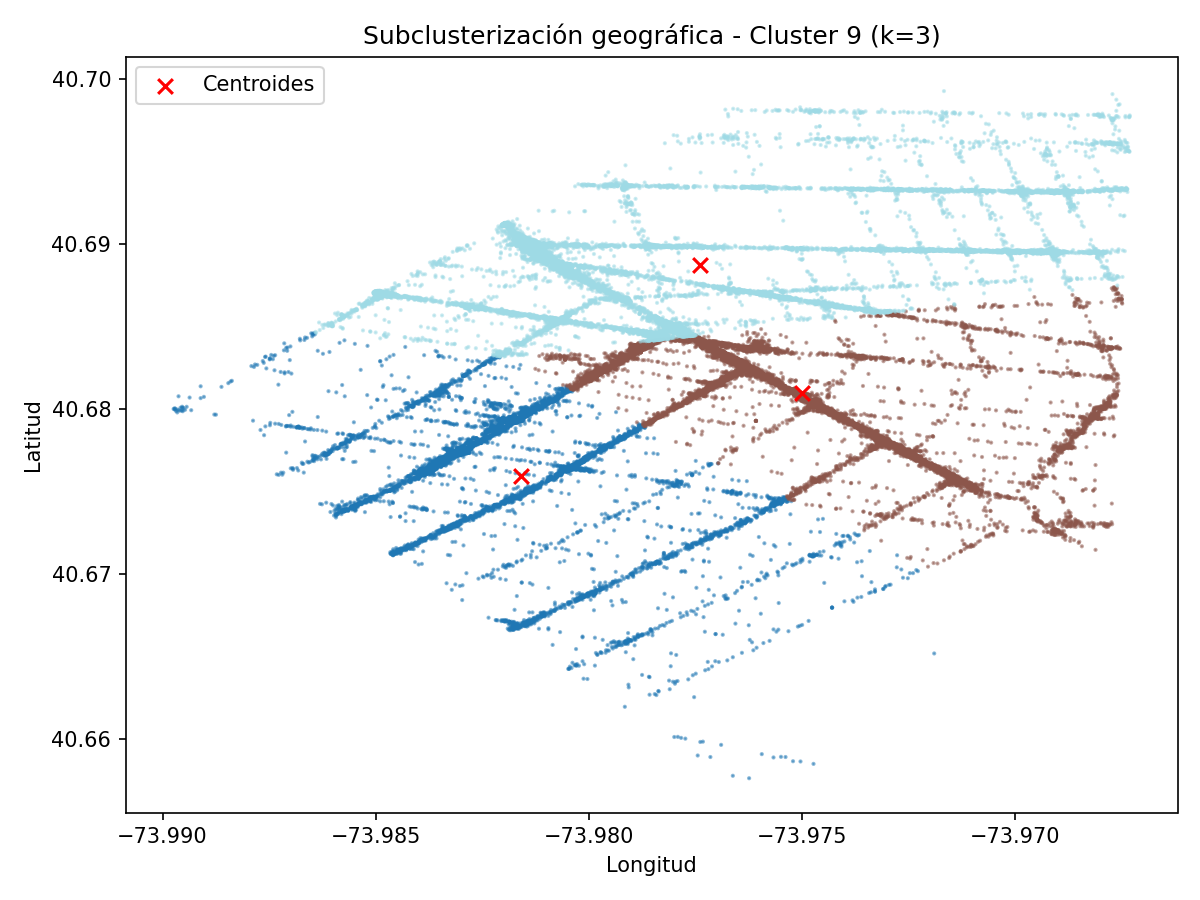 Subclusterización geográfica - Cluster 9 (k=3)
Centroides
40.70
40.69
40.68
40.67
40.66
Latitud
−73.990
−73.985
−73.980
−73.975
−73.970
Longitud